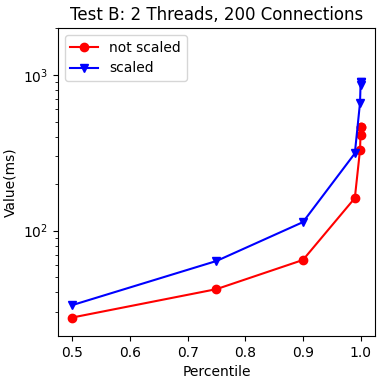 Test B: 2 Threads, 200 Connections
not scaled
scaled
10³
10²
Value(ms)
0.5 0.6 0.7 0.8 0.9 1.0
Percentile